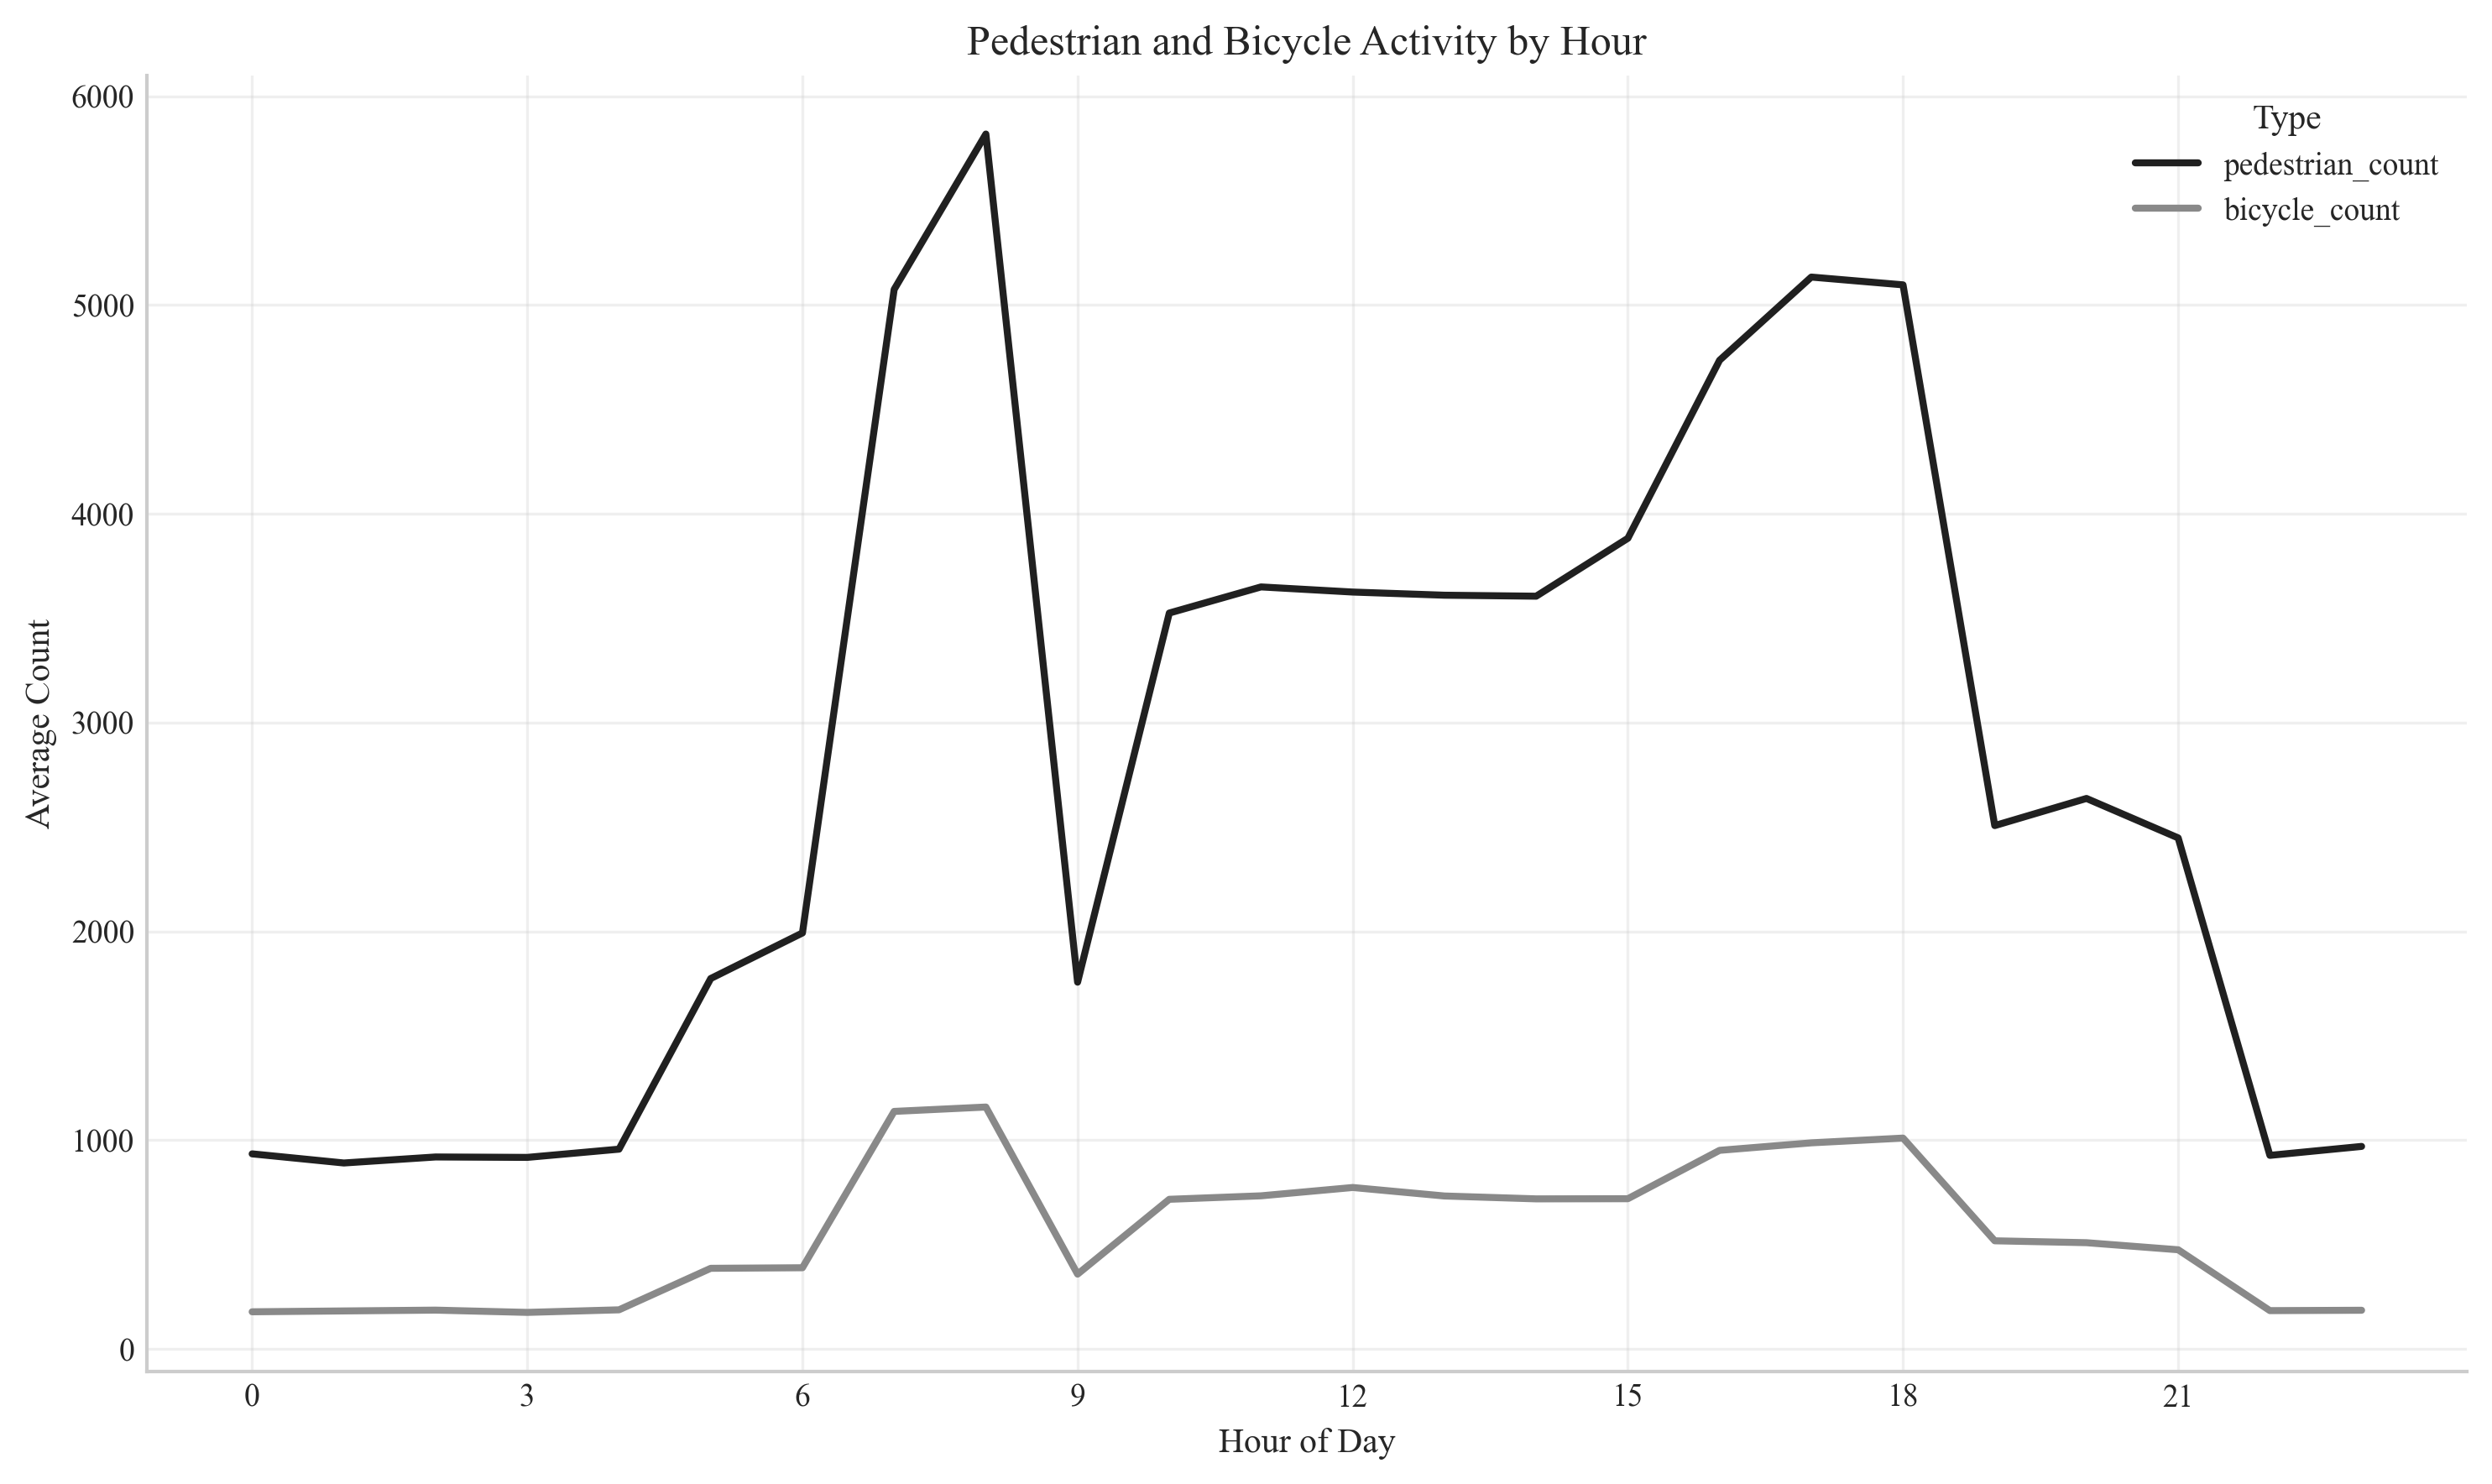 Pedestrian and Bicycle Activity by Hour
Type
pedestrian_count
bicycle_count
Average Count
6000
5000
4000
3000
2000
1000
0
0 3 6 9 12 15 18 21
Hour of Day